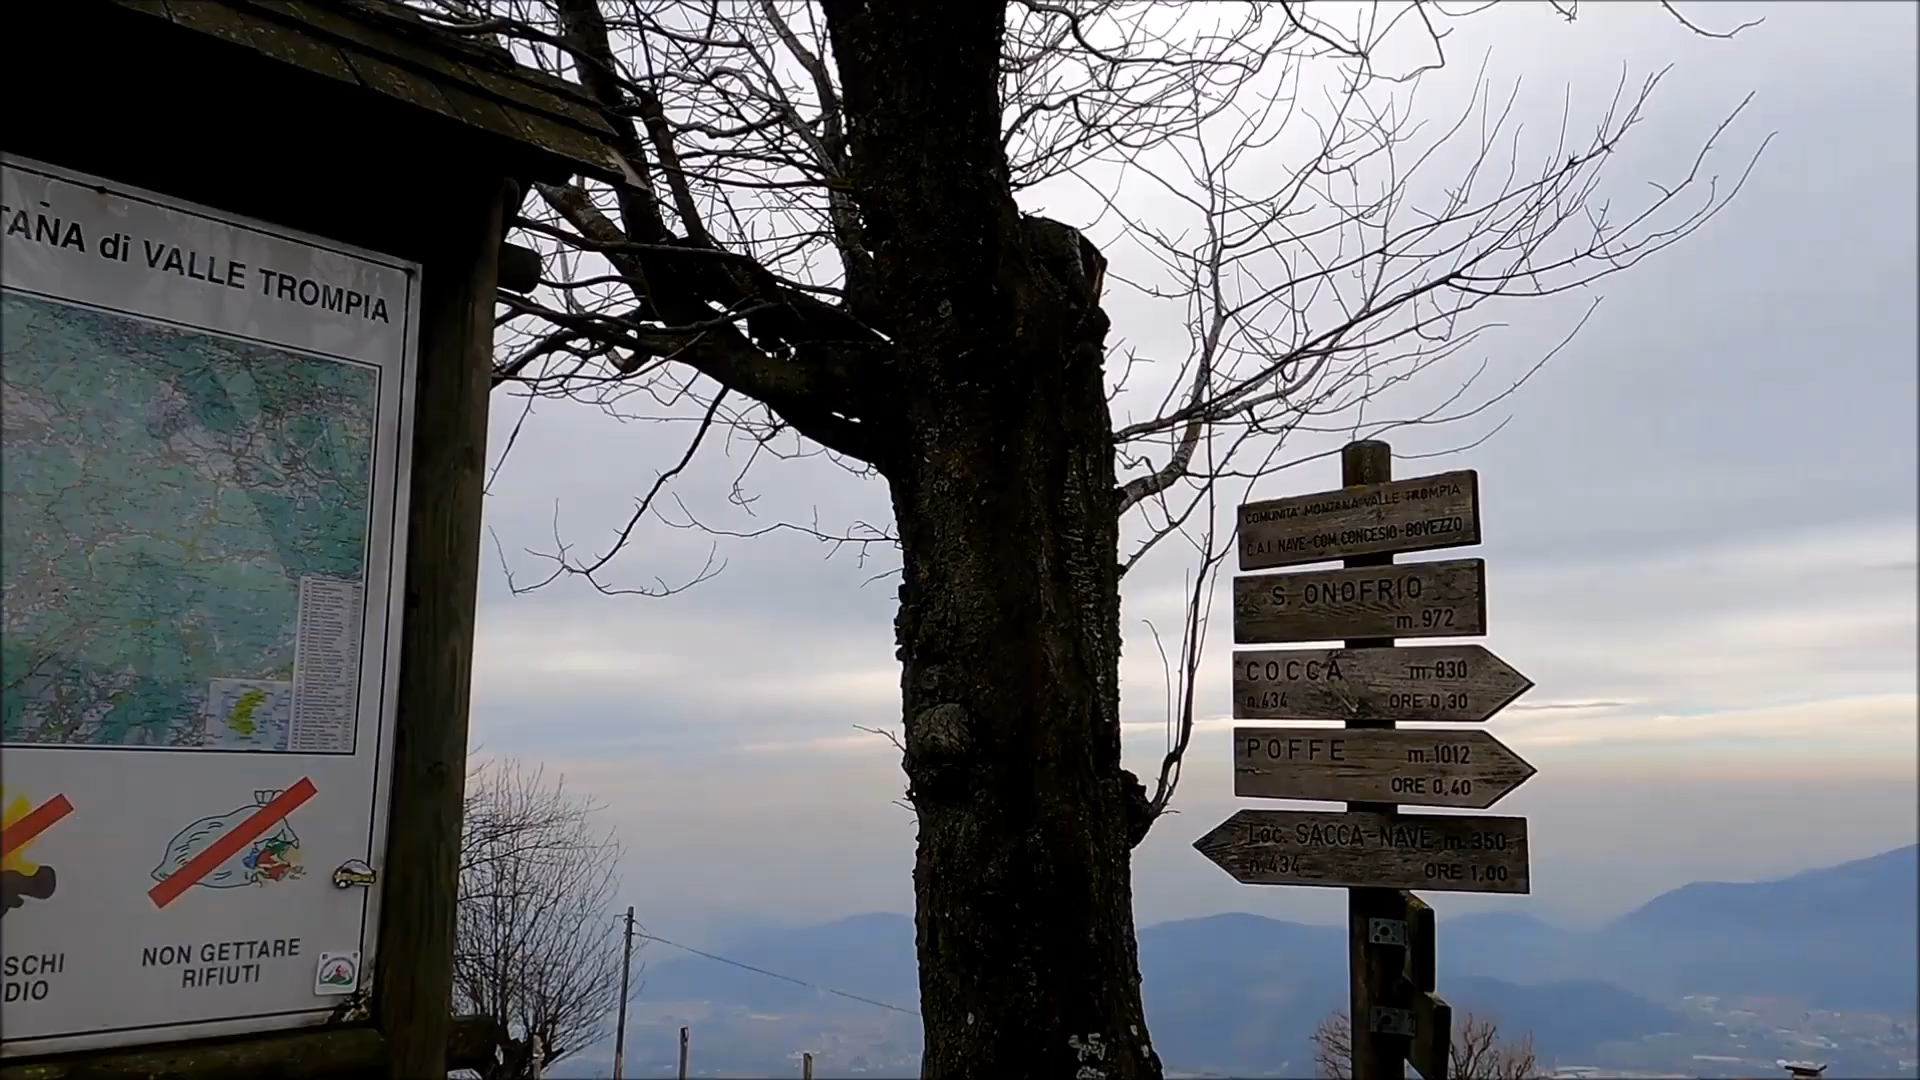 TAÑA di VALLE TROMPIA
SCHI
DIO
NON GETTARE
RIFIUTI
COMUNITA' MONTANA VALLE TROMPIA
C.A.I. NAVE-COM.CONCESIO-BOVEZZO
S. ONOFRIO
m.972
COCCA m.830
n.434 ORE 0,30
POFFE m.1012
ORE 0,40
Loc. SACCA-NAVE m.350
n.434 ORE 1,00